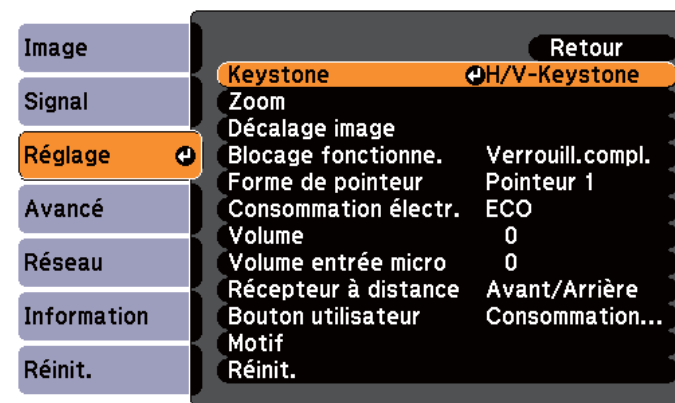 Image
Signal
Réglage
Avancé
Réseau
Information
Réinit.
Retour
Keystone H/V-Keystone
Zoom
Décalage image
Blocage fonctionne. Verrouill.compl.
Forme de pointeur Pointeur 1
Consommation électr. ECO
Volume 0
Volume entrée micro 0
Récepteur à distance Avant/Arrière
Bouton utilisateur Consommation...
Motif
Réinit.